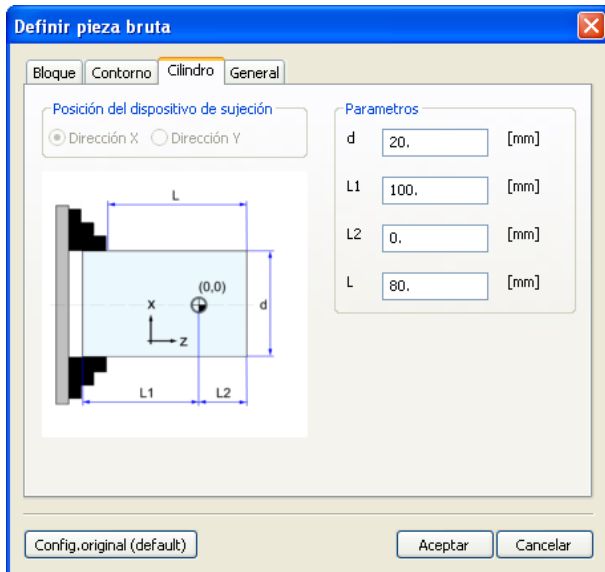 Definir pieza bruta
Bloque Contorno Cilindro General
Posición del dispositivo de sujeción
Dirección X Dirección Y
L
(0,0)
X
Z
d
L1 L2
Parametros
d 20. [mm]
L1 100. [mm]
L2 0. [mm]
L 80. [mm]
Config.original (default) Aceptar Cancelar